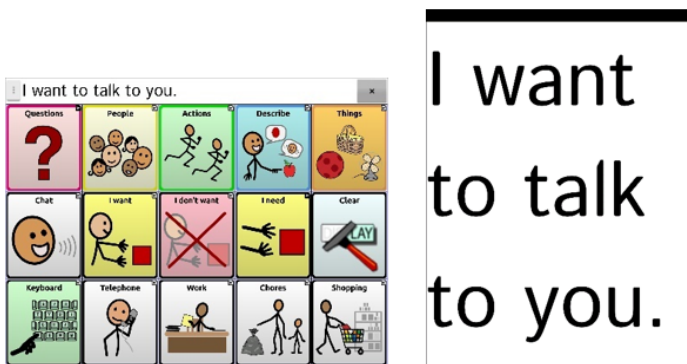 I want to talk to you.
Questions People Actions Describe Things
Chat I want I don't want I need Clear
Keyboard Telephone Work Chores Shopping
I want
to talk
to you.